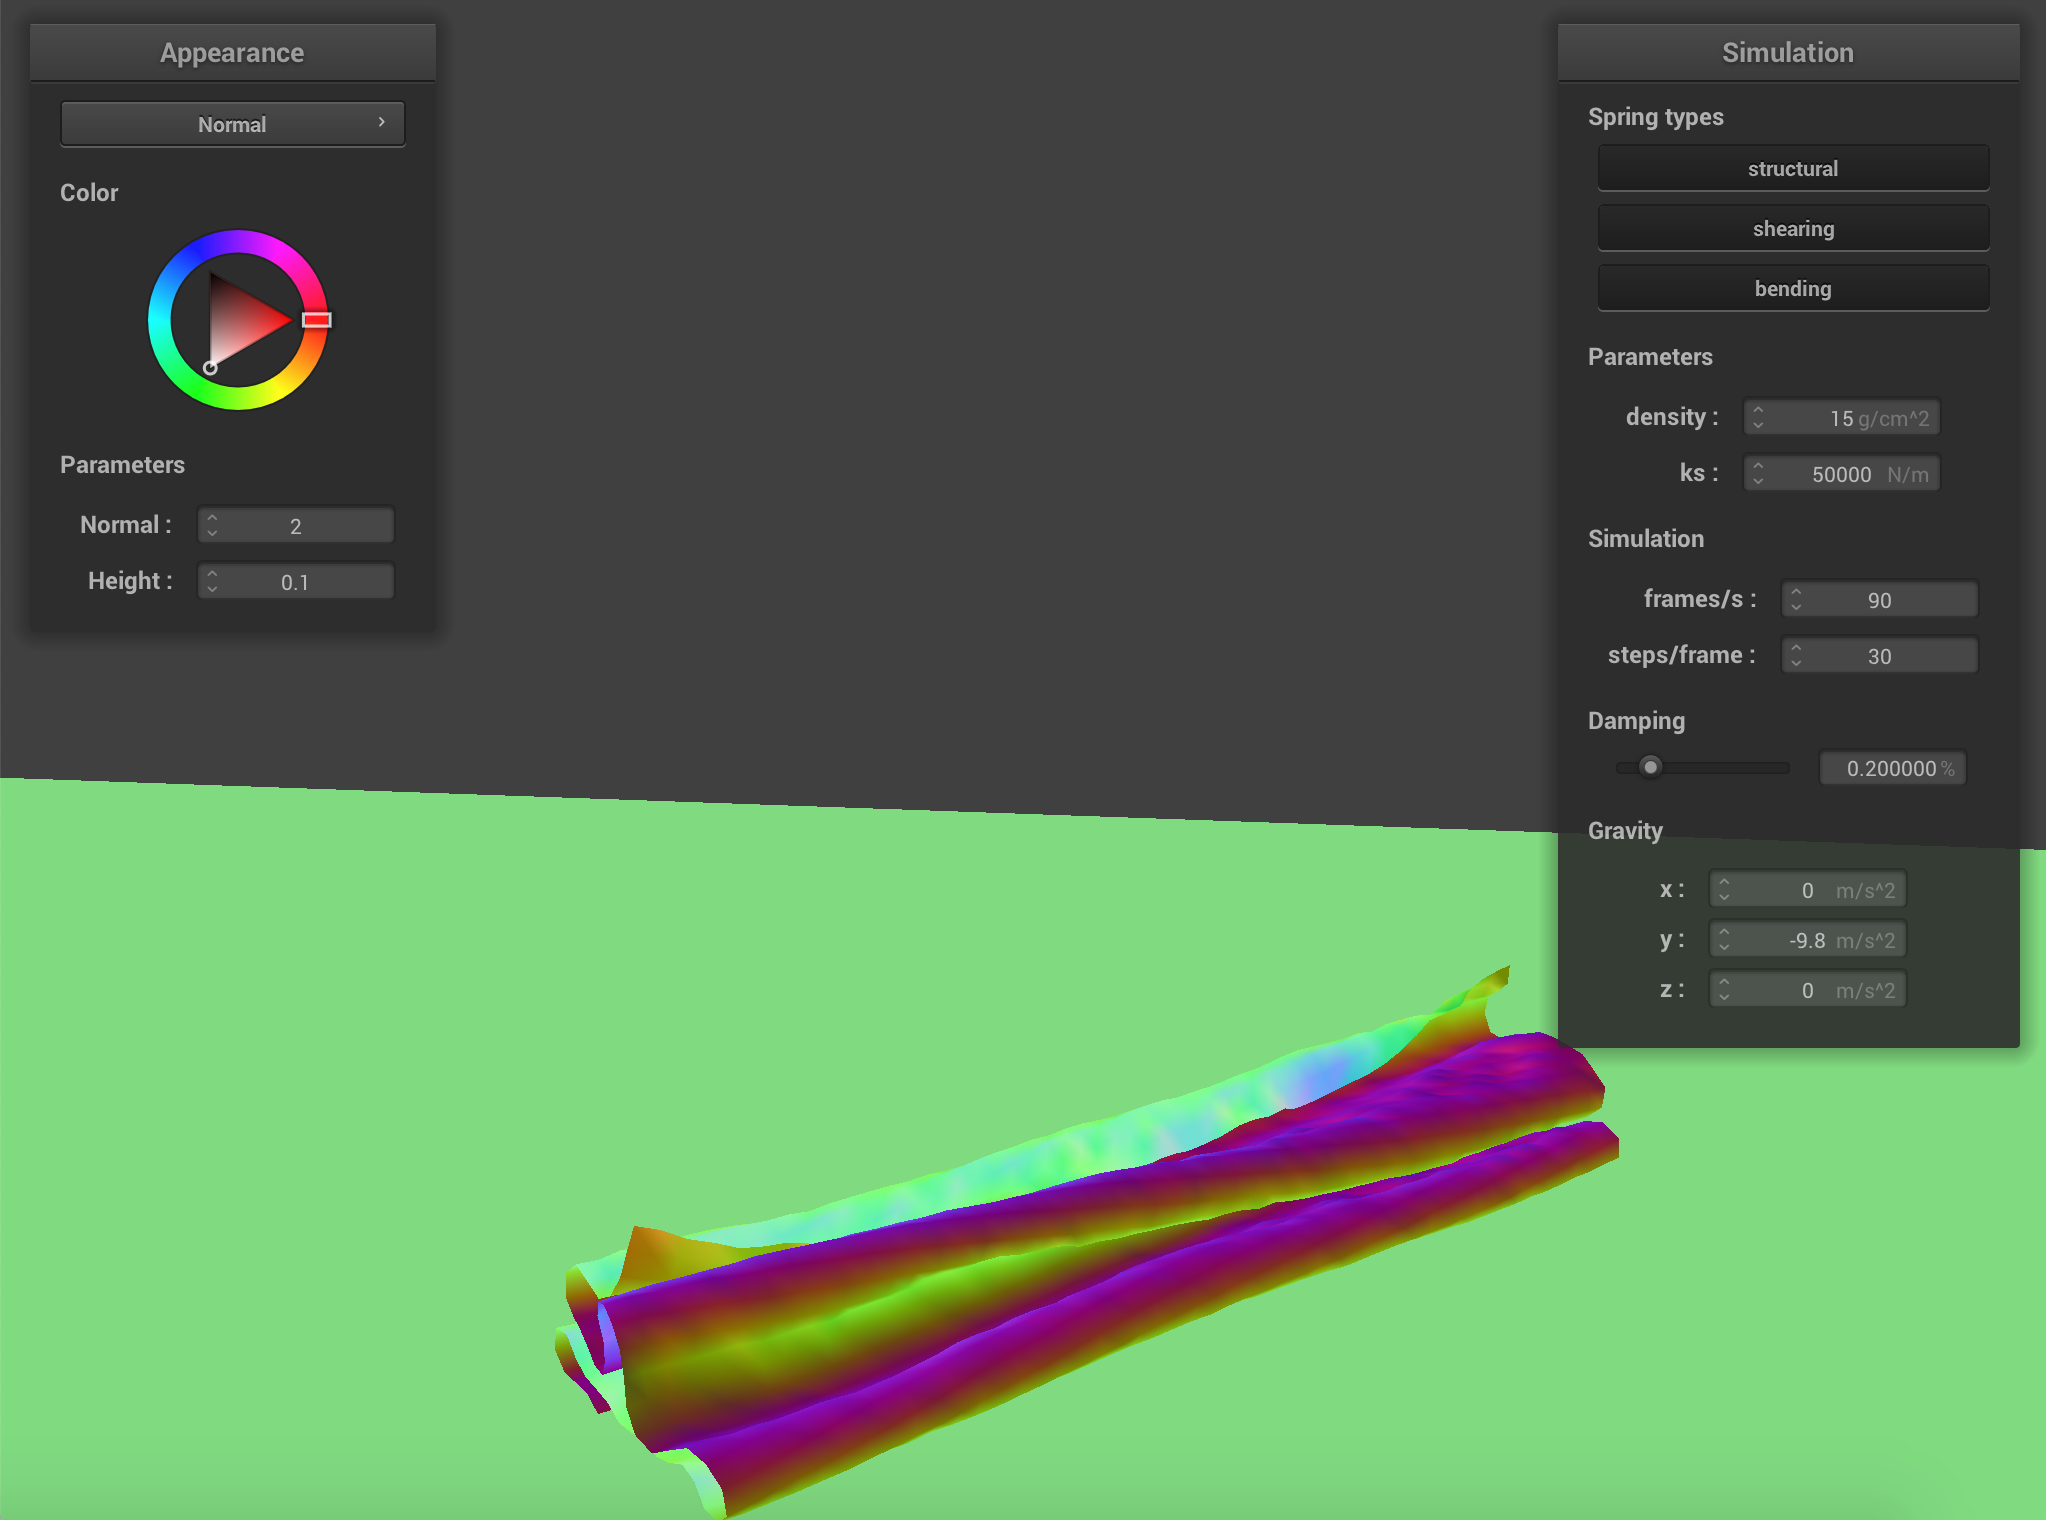 Appearance
Normal
Color
Parameters
Normal : 2
Height : 0.1
Simulation
Spring types
structural
shearing
bending
Parameters
density : 15 g/cm^2
ks : 50000 N/m
Simulation
frames/s : 90
steps/frame : 30
Damping
0.200000 %
Gravity
x : 0 m/s^2
y : -9.8 m/s^2
z : 0 m/s^2